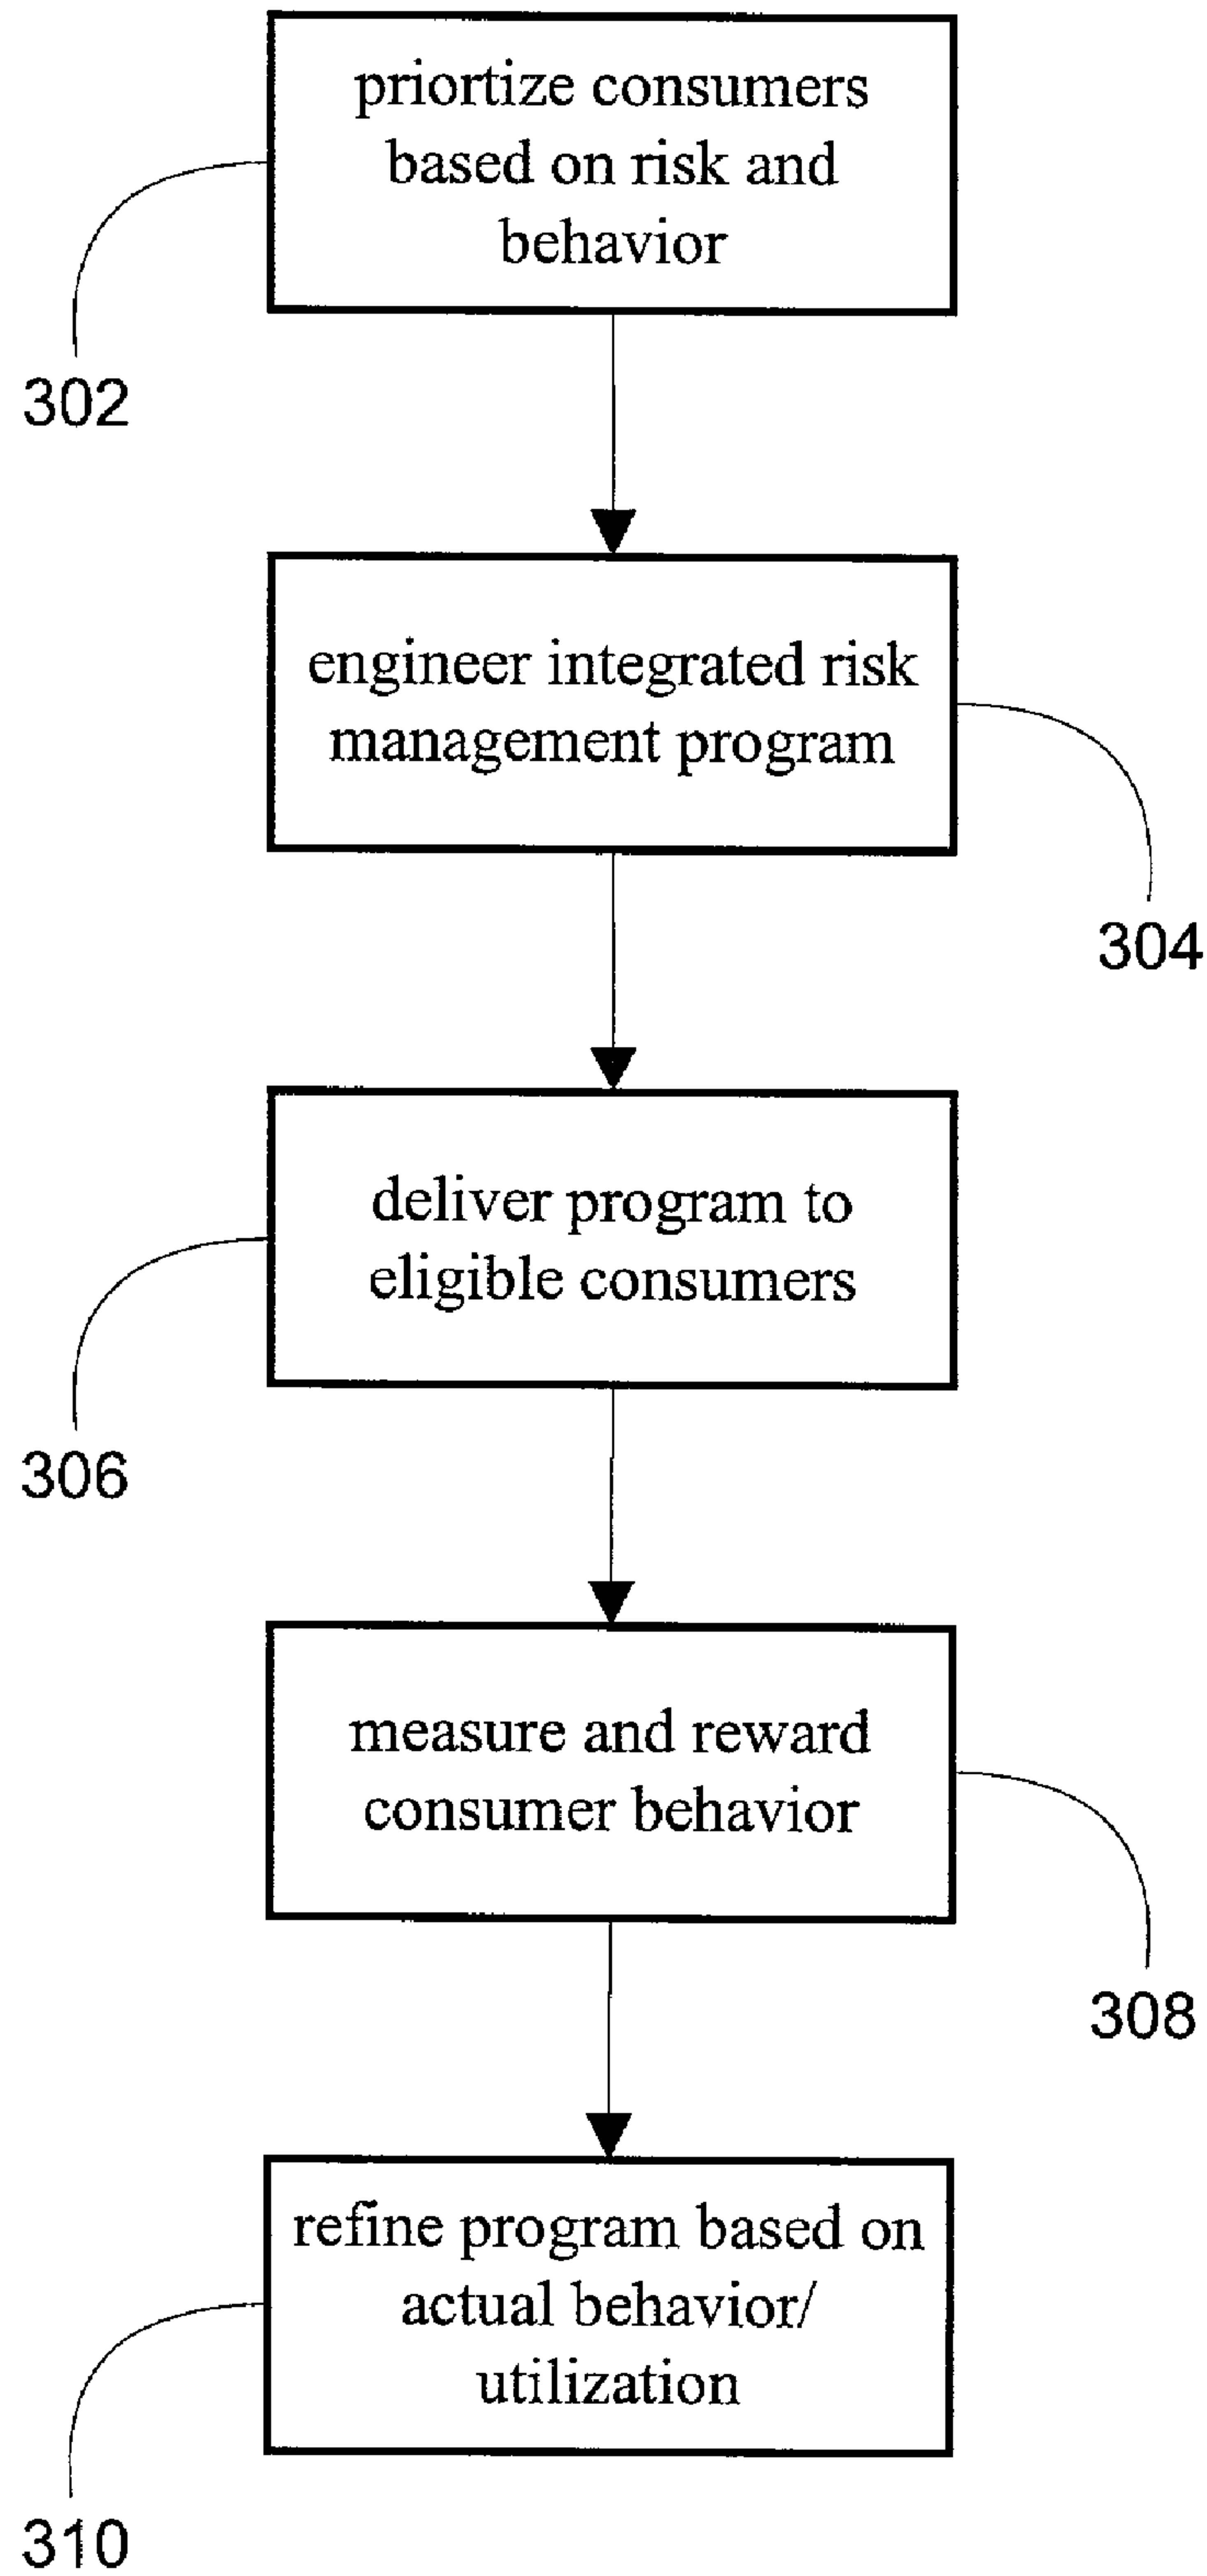 priortize consumers
based on risk and
behavior
302
engineer integrated risk
management program
304
deliver program to
eligible consumers
306
measure and reward
consumer behavior
308
refine program based on
actual behavior/
utilization
310